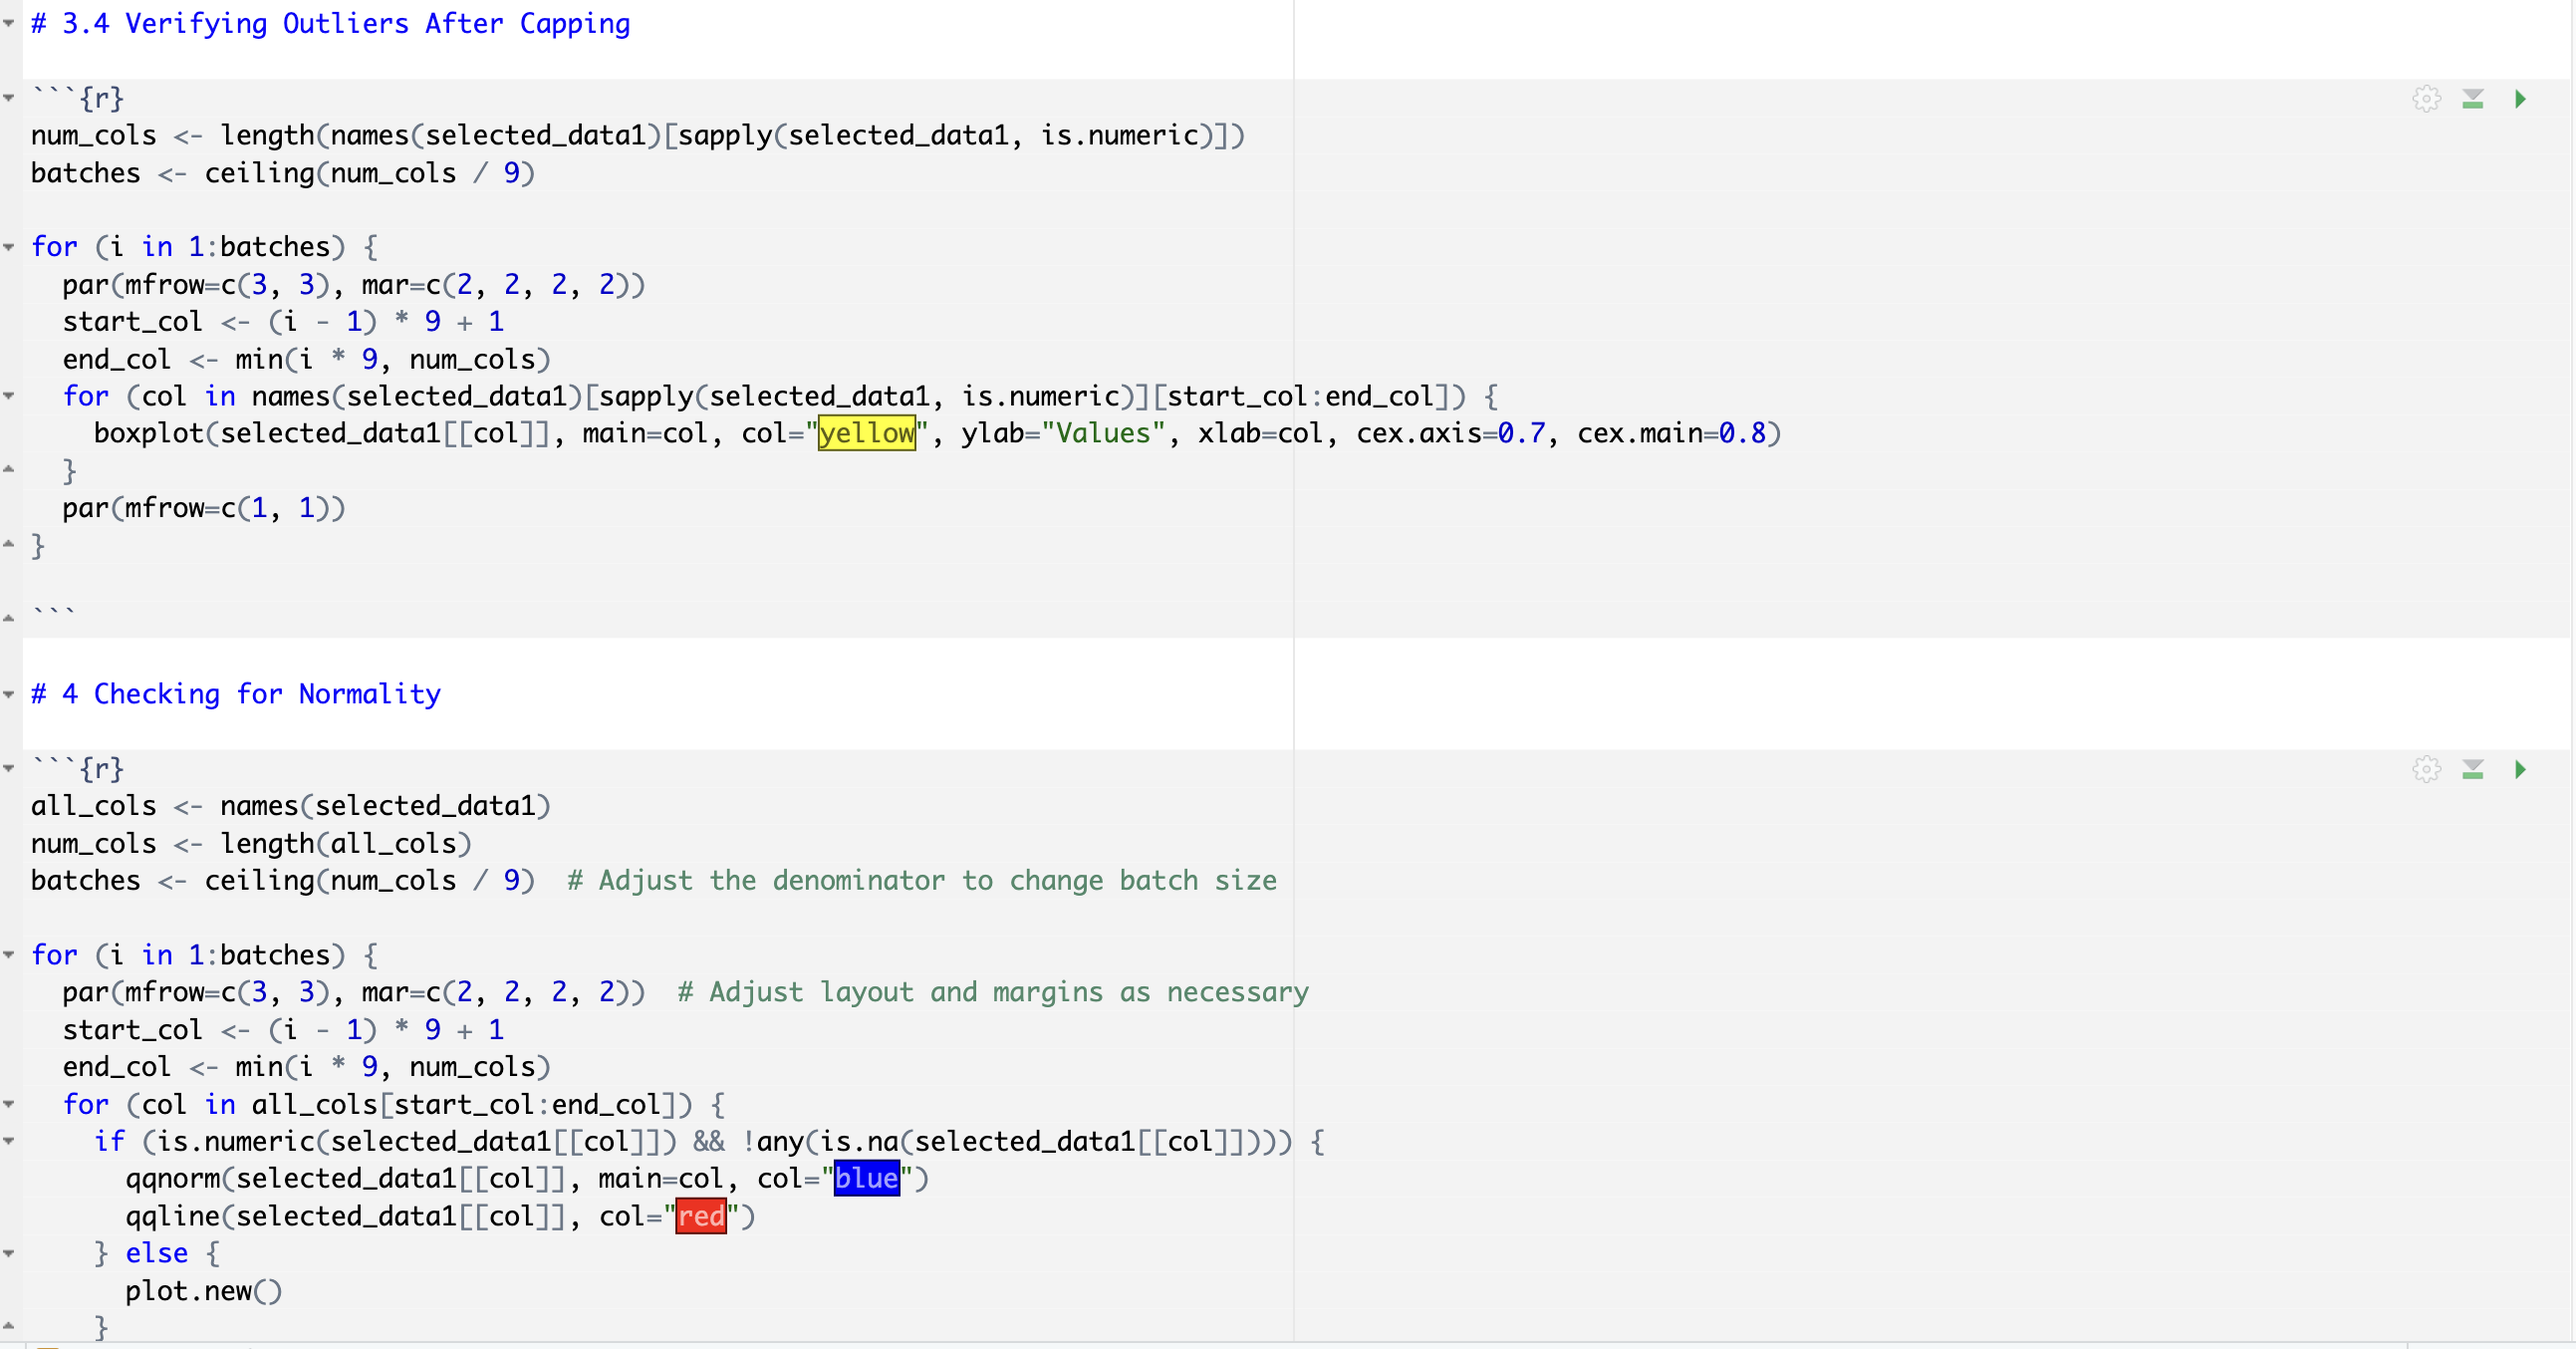 # 3.4 Verifying Outliers After Capping
```{r}
num_cols <- length(names(selected_data1)[sapply(selected_data1, is.numeric)])
batches <- ceiling(num_cols / 9)
for (i in 1:batches) {
  par(mfrow=c(3, 3), mar=c(2, 2, 2, 2))
  start_col <- (i - 1) * 9 + 1
  end_col <- min(i * 9, num_cols)
  for (col in names(selected_data1)[sapply(selected_data1, is.numeric)][start_col:end_col]) {
    boxplot(selected_data1[[col]], main=col, col="yellow", ylab="Values", xlab=col, cex.axis=0.7, cex.main=0.8)
  }
  par(mfrow=c(1, 1))
}
```
# 4 Checking for Normality
```{r}
all_cols <- names(selected_data1)
num_cols <- length(all_cols)
batches <- ceiling(num_cols / 9)  # Adjust the denominator to change batch size
for (i in 1:batches) {
  par(mfrow=c(3, 3), mar=c(2, 2, 2, 2))  # Adjust layout and margins as necessary
  start_col <- (i - 1) * 9 + 1
  end_col <- min(i * 9, num_cols)
  for (col in all_cols[start_col:end_col]) {
    if (is.numeric(selected_data1[[col]]) && !any(is.na(selected_data1[[col]]))) {
      qqnorm(selected_data1[[col]], main=col, col="blue")
      qqline(selected_data1[[col]], col="red")
    } else {
      plot.new()
    }